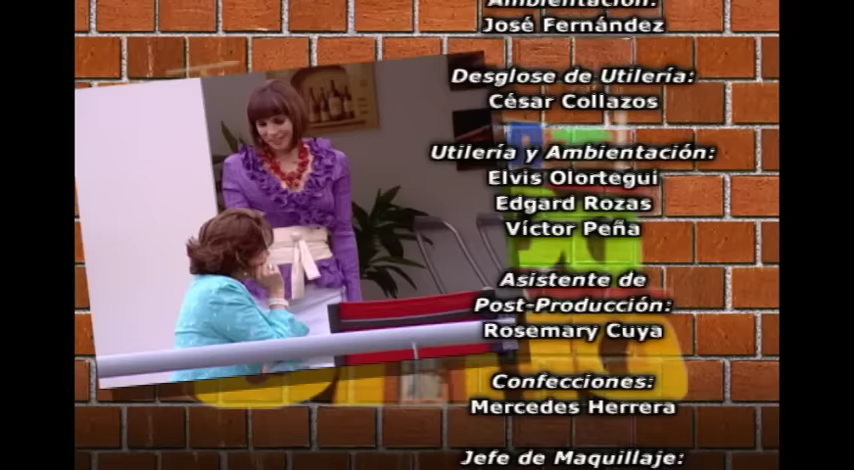 Ambientación:
José Fernández
Desglose de Utilería:
César Collazos
Utilería y Ambientación:
Elvis Olortegui
Edgard Rozas
Víctor Peña
Asistente de
Post-Producción:
Rosemary Cuya
Confecciones:
Mercedes Herrera
Jefe de Maquillaje: